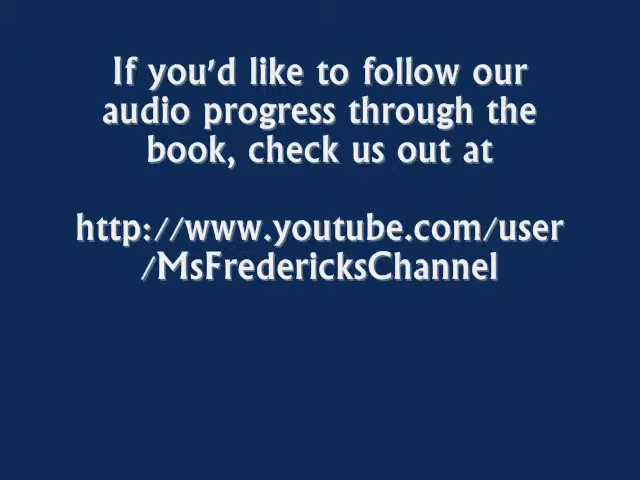 If you'd like to follow our
audio progress through the
book, check us out at
http://www.youtube.com/user
/MsFredericksChannel